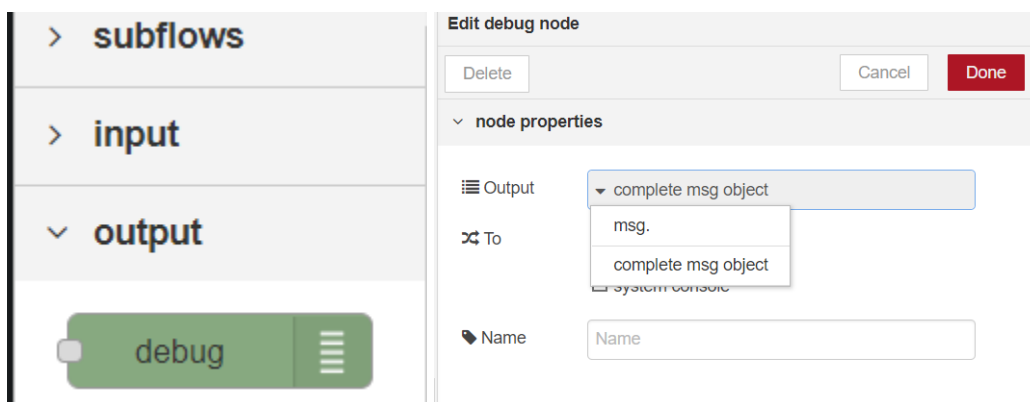 subflows
input
output
debug
Edit debug node
Delete
Cancel
Done
node properties
Output
complete msg object
msg.
complete msg object
To
system console
Name
Name